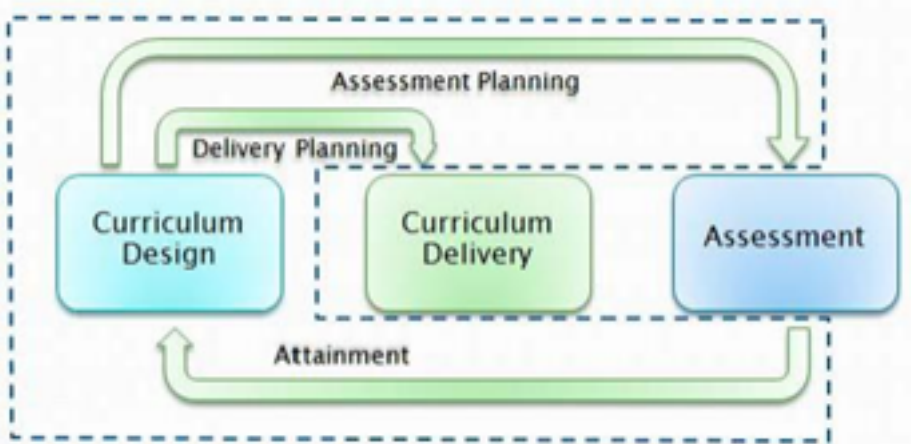 Assessment Planning
Delivery Planning
Curriculum
Design
Curriculum
Delivery
Assessment
Attainment